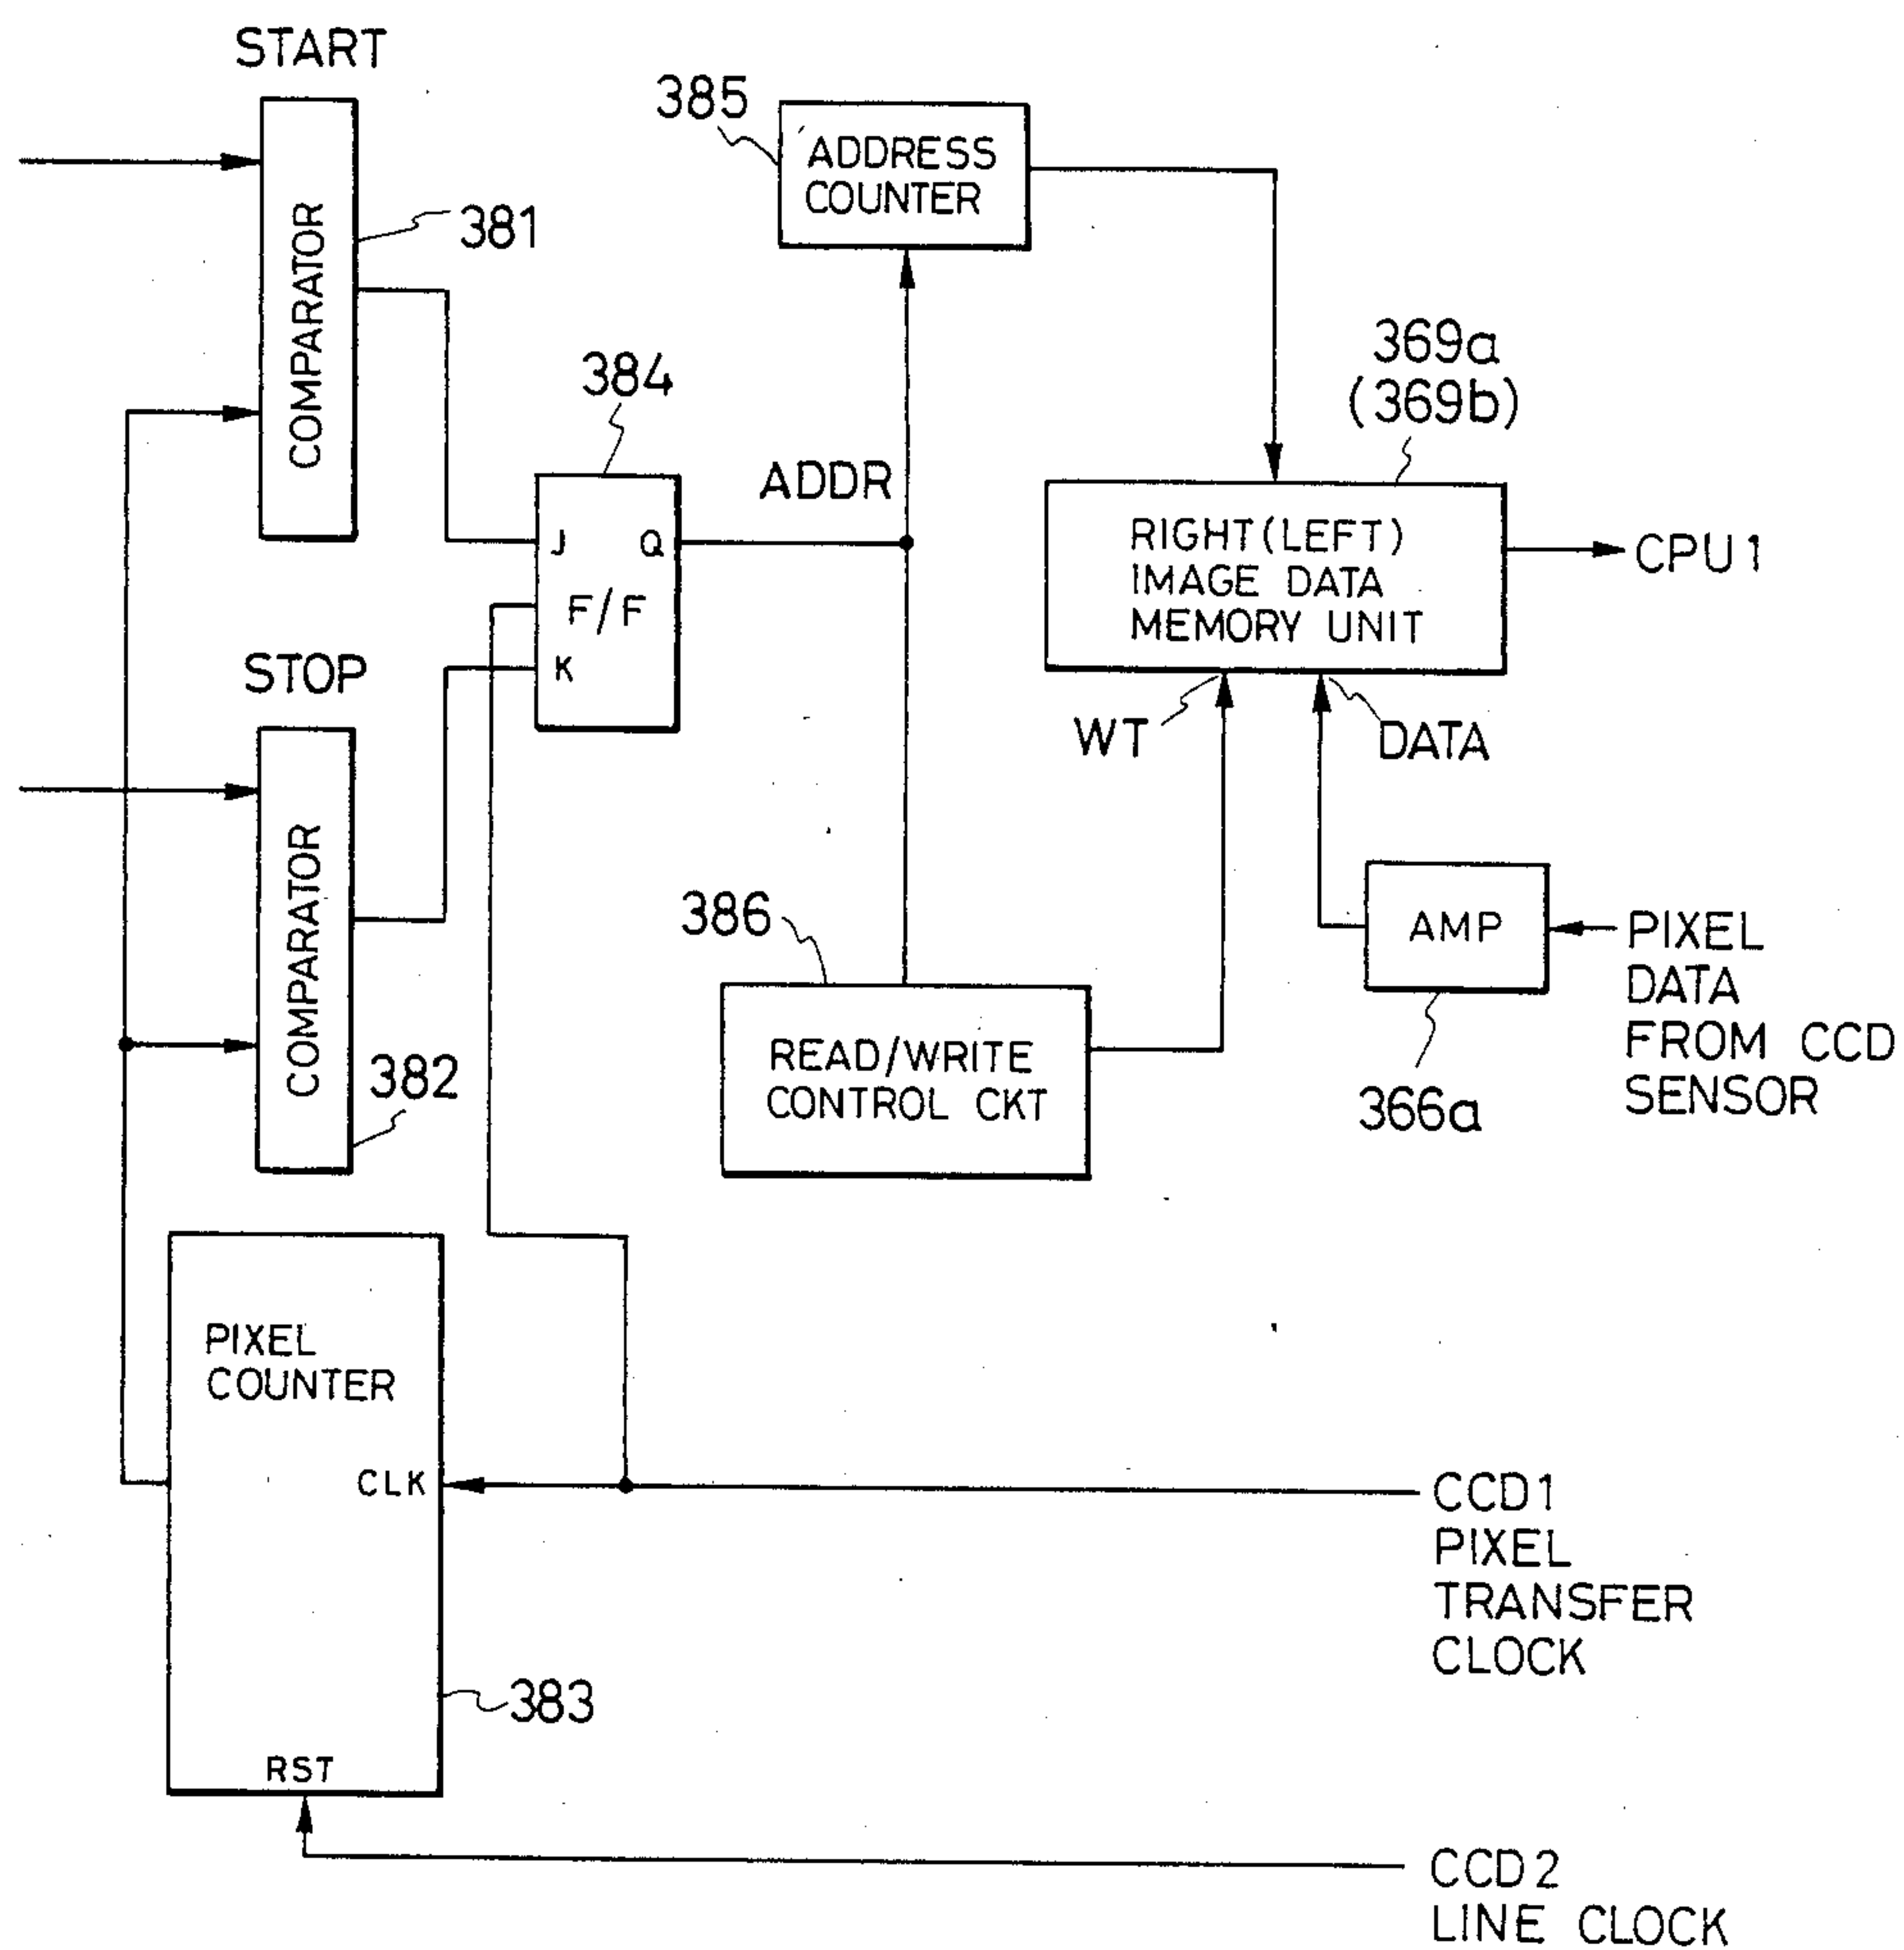 START
385
ADDRESS
COUNTER
381
COMPARATOR
369a
(369b)
384
ADDR
J Q
F/F
K
RIGHT(LEFT)
IMAGE DATA
MEMORY UNIT
CPU1
STOP
WT
DATA
COMPARATOR
382
386
READ/WRITE
CONTROL CKT
AMP
366a
PIXEL
DATA
FROM CCD
SENSOR
PIXEL
COUNTER
CLK
CCD1
PIXEL
TRANSFER
CLOCK
383
RST
CCD2
LINE CLOCK